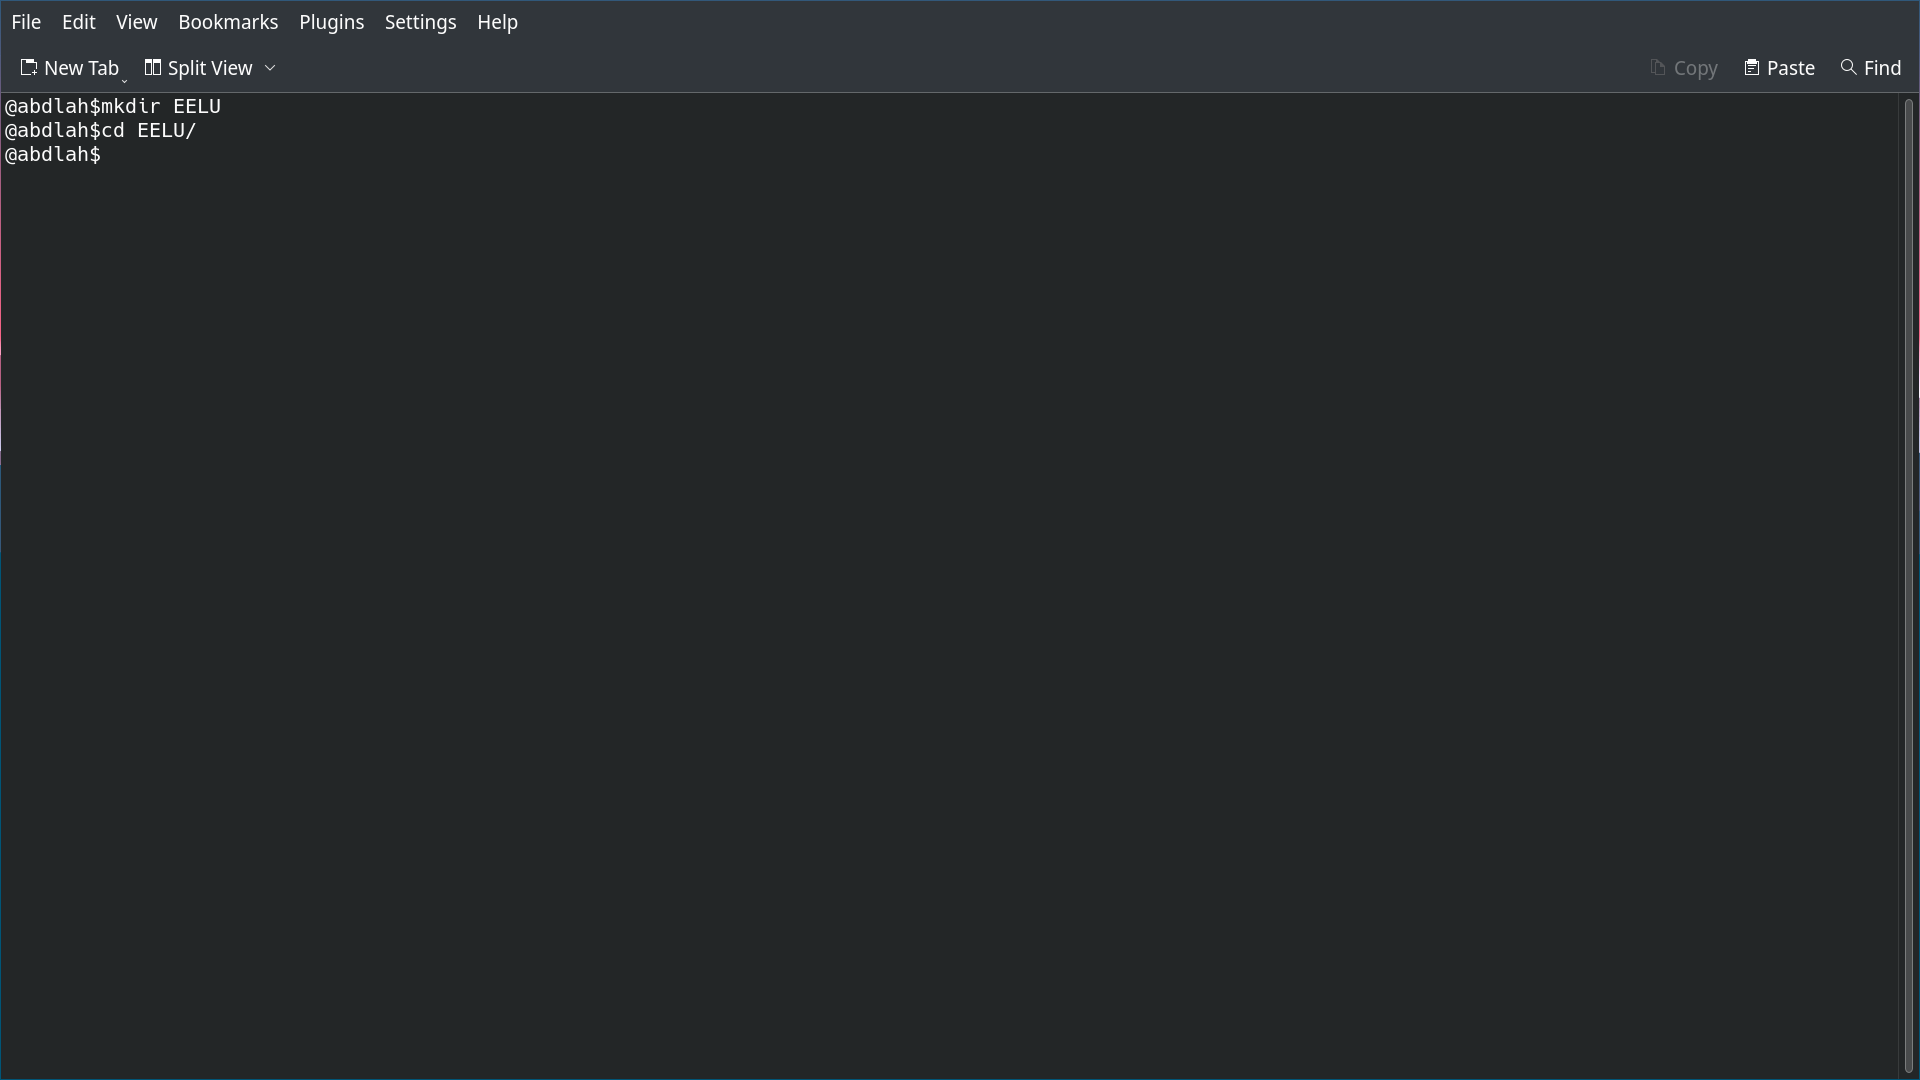 File Edit View Bookmarks Plugins Settings Help
New Tab Split View Copy Paste Find
@abdlah$mkdir EELU
@abdlah$cd EELU/
@abdlah$